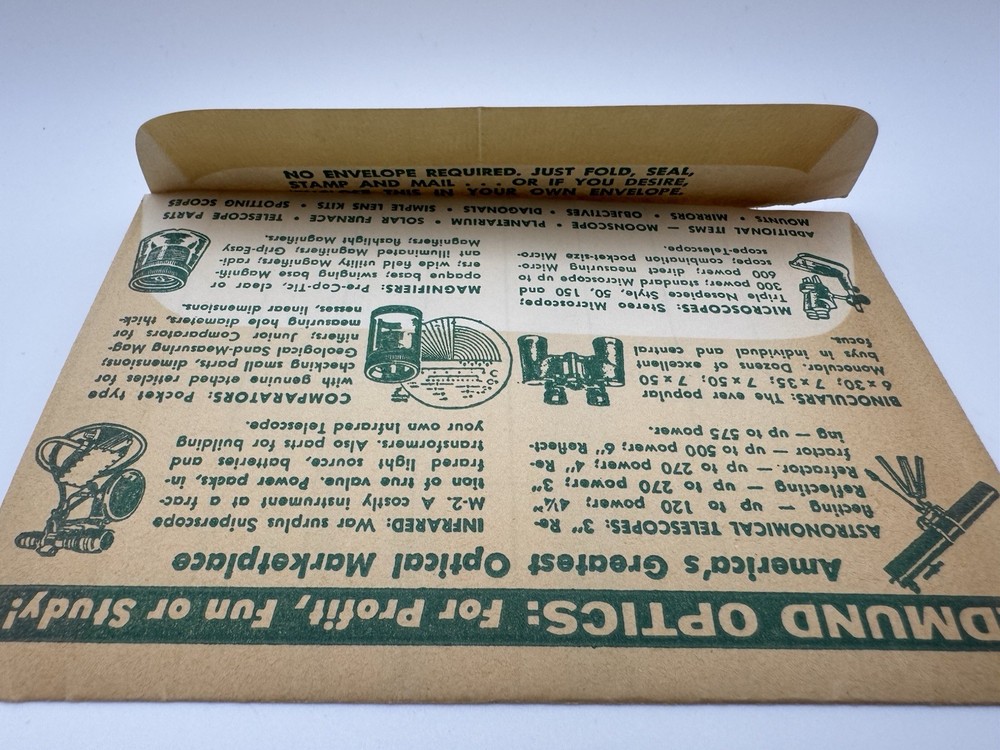 NO ENVELOPE REQUIRED. JUST FOLD, SEAL,
STAMP AND MAIL . . . OR IF YOU DESIRE,
THIS IN YOUR OWN ENVELOPE.
DMUND OPTICS: For Profit, Fun or Study!
America's Greatest Optical Marketplace
ASTRONOMICAL TELESCOPES: 3" Re-
flecting — up to 120 power; 4¼"
Reflecting — up to 270 power; 3"
Refractor. — up to 270 power; 4" Re-
fractor — up to 500 power; 6" Reflect-
ing — up to 575 power.
INFRARED: War surplus Sniperscope
M-2. A costly instrument at a frac-
tion of true value. Power packs, in-
frared light source, batteries and
transformers. Also parts for building
your own Infrared Telescope.
BINOCULARS: The ever popular
6 x 30; 7 x 35; 7 x 50; 7 x 50
Monocular. Dozens of excellent
buys in individual and central
focus.
COMPARATORS: Pocket type
with genuine etched reticles for
checking small parts, dimensions;
Geological Sand-Measuring Mag-
nifiers; Junior Comparators for
measuring hole diameters, thick-
nesses, linear dimensions.
MICROSCOPES: Stereo Microscope;
Triple Nosepiece Style, 50, 150 and
300 power; standard Microscope up to
600 power; direct measuring Micro-
scope; combination pocket-size Micro-
scope-Telescope.
MAGNIFIERS: Pre-Cop-Tic, clear or
opaque base; swinging base Magnifi-
ers; wide field utility Magnifiers; radi-
ant illuminated Magnifiers; Grip-Easy
Magnifiers; flashlight Magnifiers.
ADDITIONAL ITEMS — MOONSCOPE • PLANETARIUM • SOLAR FURNACE • TELESCOPE PARTS
MOUNTS • MIRRORS • OBJECTIVES • DIAGONALS • SIMPLE LENS KITS • SPOTTING SCOPES